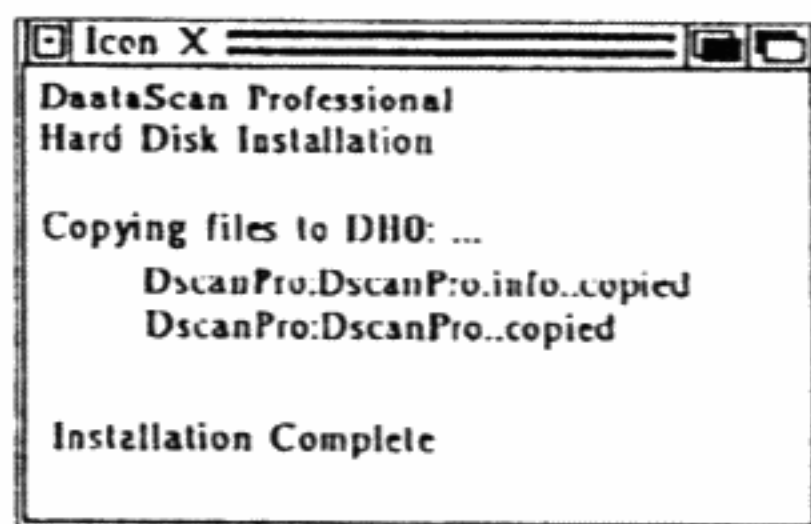 Icon X
DaataScan Professional
Hard Disk Installation
Copying files to DH0: ...
DscanPro:DscanPro.info..copied
DscanPro:DscanPro..copied
Installation Complete